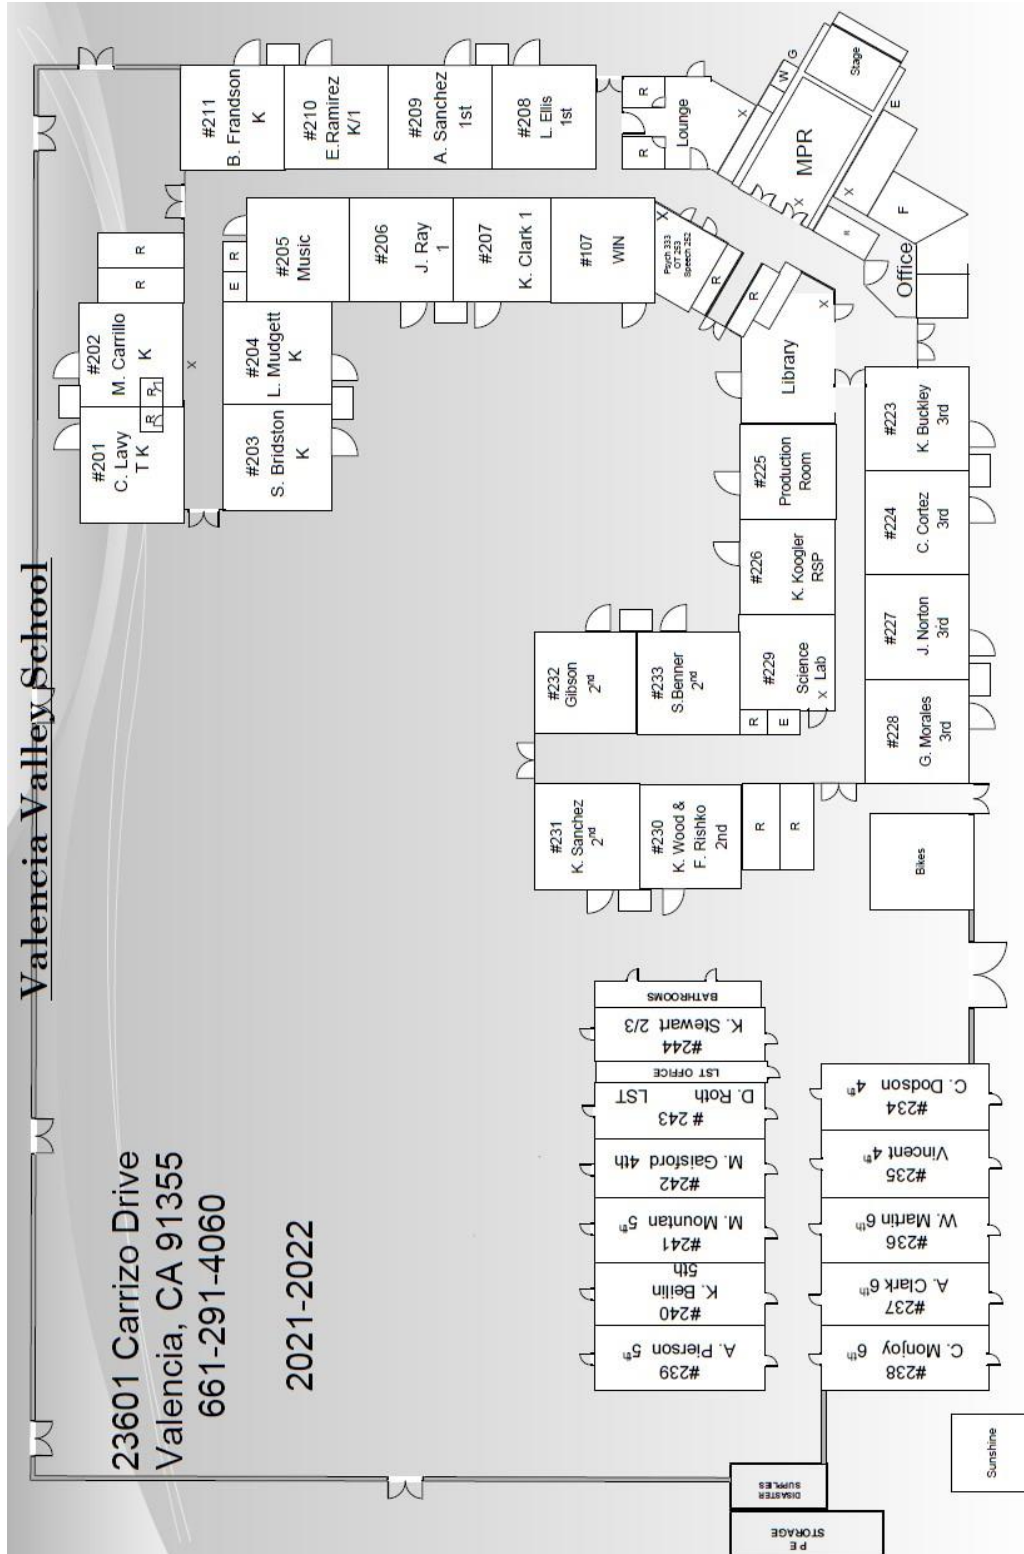 Valencia Valley School
23601 Carrizo Drive
Valencia, CA 91355
661-291-4060
2021-2022
#211
B. Frandson
K
#210
E.Ramirez
K/1
#209
A. Sanchez
1st
#208
L. Ellis
1st
R
R
Lounge
W
G
X
Stage
E
MPR
X
X
F
R
Office
#202
M. Carrillo
K
R
R
#201
C. Lavy
T K
R
R
X
E
R
#205
Music
#206
J. Ray
1
#207
K. Clark 1
#107
WIN
X
Psych 333
OT 253
Speech 252
R
R
X
#204
L. Mudgett
K
#203
S. Bridston
K
Library
#225
Production
Room
#226
K. Koogler
RSP
#229
Science
X Lab
R
E
#223
K. Buckley
3rd
#224
C. Cortez
3rd
#227
J. Norton
3rd
#228
G. Morales
3rd
#232
Gibson
2nd
#233
S.Benner
2nd
#231
K. Sanchez
2nd
#230
K. Wood &
F. Rishko
2nd
R
R
Bikes
BATHROOMS
K. Stewart 2/3
#244
LST OFFICE
D. Roth LST
# 243
M. Gaisford 4th
#242
M. Mountan 5th
#241
K. Beilin
5th
#240
A. Pierson 5th
#239
C. Dodson 4th
#234
Vincent 4th
#235
W. Martin 6th
#236
A. Clark 6th
#237
C. Monjoy 6th
#238
DISASTER
SUPPLIES
P E
STORAGE
Sunshine